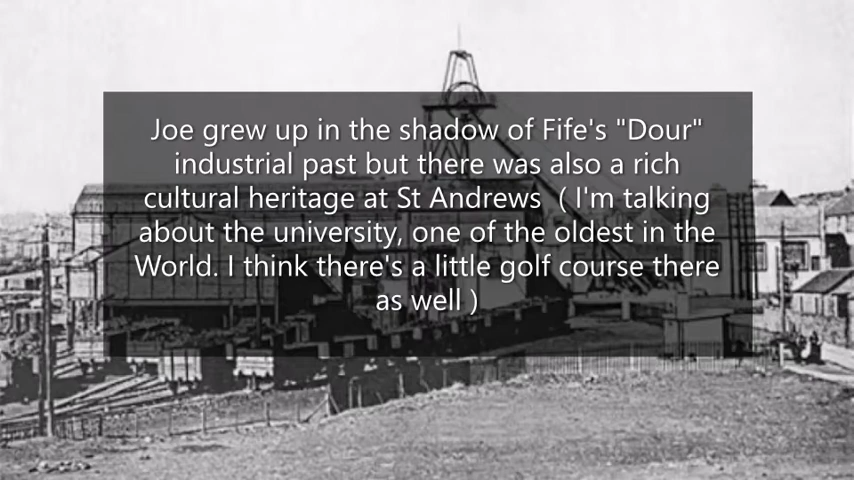 Joe grew up in the shadow of Fife's "Dour"
industrial past but there was also a rich
cultural heritage at St Andrews  ( I'm talking
about the university, one of the oldest in the
World. I think there's a little golf course there
as well )